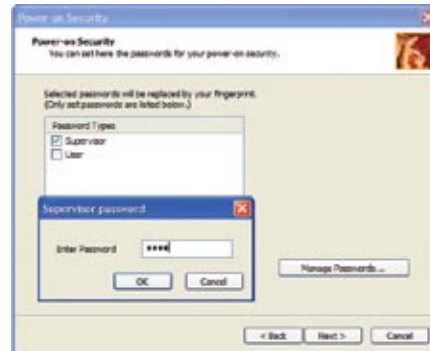 Power-on Security
Power-on Security
You can set here the passwords for your power-on security.
Selected passwords will be replaced by your fingerprint.
(Only set passwords are listed below.)
Password Types
Supervisor
User
Supervisor password
Enter Password
OK
Cancel
Manage Passwords...
< Back
Next >
Cancel